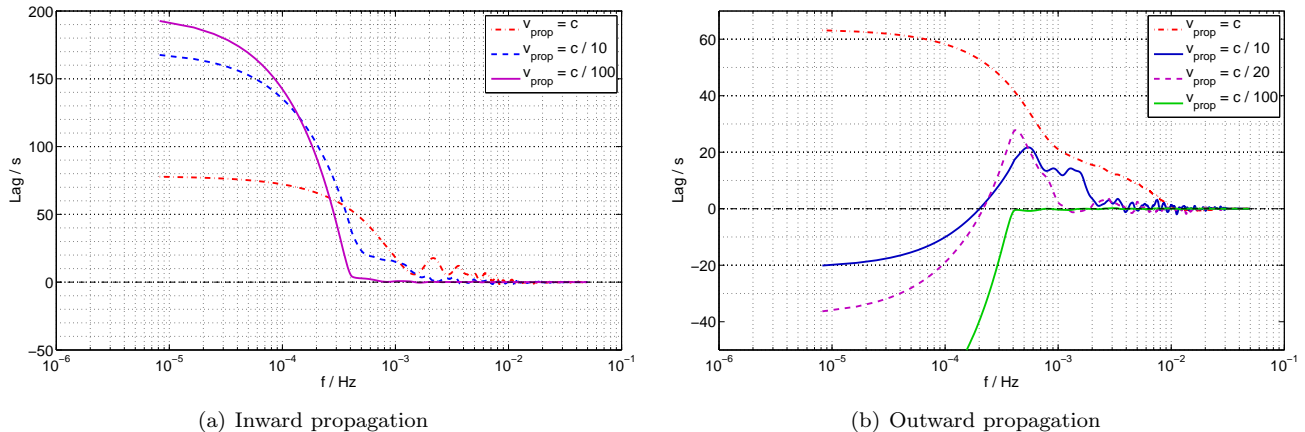 200
150
100
50
0
−50
Lag / s
10^−6
10^−5
10^−4
10^−3
10^−2
10^−1
f / Hz
v_prop = c
v_prop = c / 10
v_prop = c / 100
(a) Inward propagation
60
40
20
0
−20
−40
Lag / s
10^−6
10^−5
10^−4
10^−3
10^−2
10^−1
f / Hz
v_prop = c
v_prop = c / 10
v_prop = c / 20
v_prop = c / 100
(b) Outward propagation